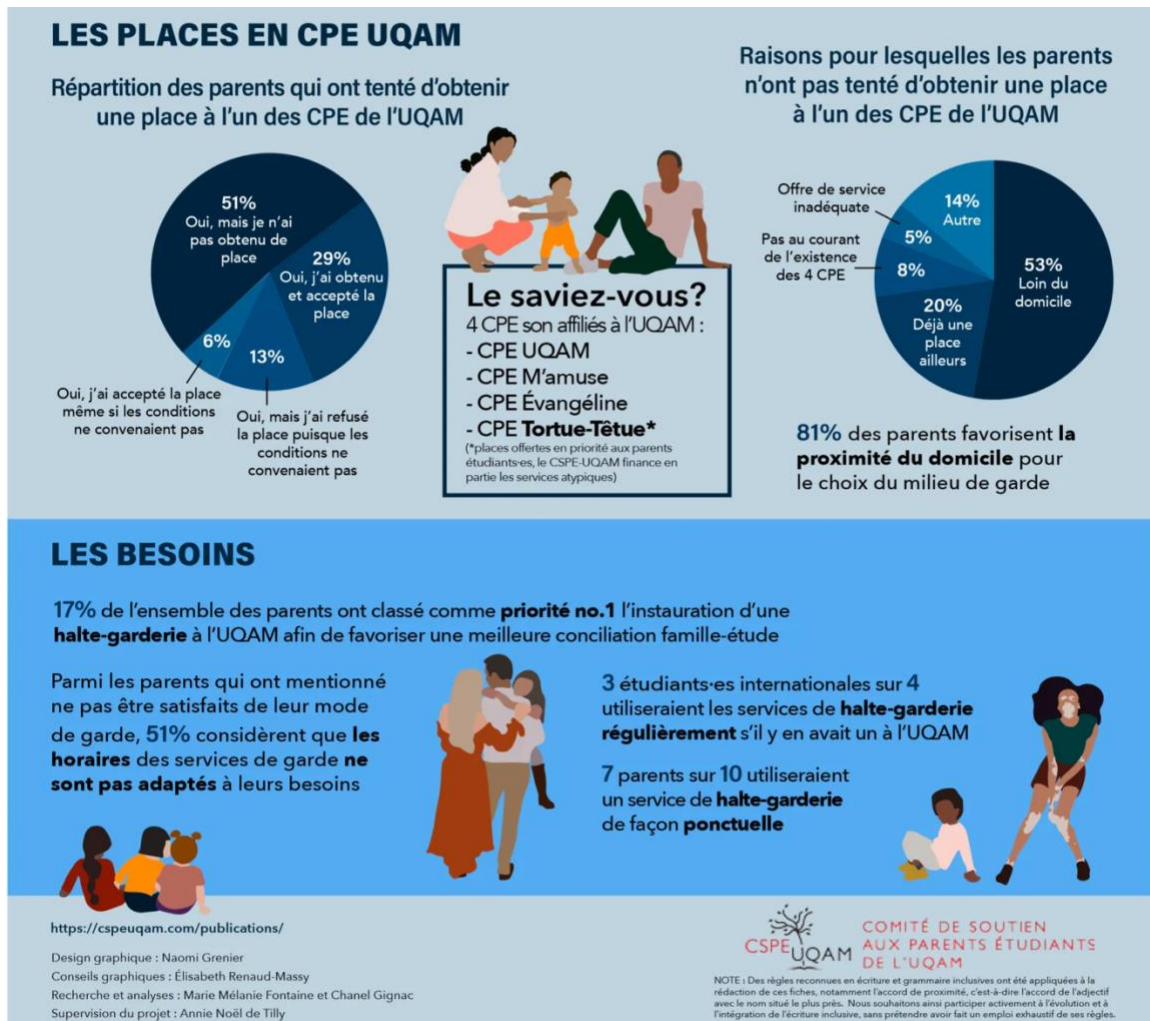 LES PLACES EN CPE UQAM
Répartition des parents qui ont tenté d'obtenir
une place à l'un des CPE de l'UQAM
51%
Oui, mais je n'ai
pas obtenu de
place
29%
Oui, j'ai obtenu
et accepté la
place
6%
13%
Oui, j'ai accepté la place
même si les conditions
ne convenaient pas
Oui, mais j'ai refusé
la place puisque les
conditions ne
convenaient pas
Le saviez-vous?
4 CPE son affiliés à l'UQAM :
- CPE UQAM
- CPE M'amuse
- CPE Évangéline
- CPE Tortue-Têtue*
(*places offertes en priorité aux parents
étudiants·es, le CSPE-UQAM finance en
partie les services atypiques)
Raisons pour lesquelles les parents
n'ont pas tenté d'obtenir une place
à l'un des CPE de l'UQAM
Offre de service
inadéquate
Pas au courant
de l'existence
des 4 CPE
14%
Autre
5%
8%
53%
Loin du
domicile
20%
Déjà une
place
ailleurs
81% des parents favorisent la
proximité du domicile pour
le choix du milieu de garde
LES BESOINS
17% de l'ensemble des parents ont classé comme priorité no.1 l'instauration d'une
halte-garderie à l'UQAM afin de favoriser une meilleure conciliation famille-étude
Parmi les parents qui ont mentionné
ne pas être satisfaits de leur mode
de garde, 51% considèrent que les
horaires des services de garde ne
sont pas adaptés à leurs besoins
3 étudiants·es internationales sur 4
utiliseraient les services de halte-garderie
régulièrement s'il y en avait un à l'UQAM
7 parents sur 10 utiliseraient
un service de halte-garderie
de façon ponctuelle
https://cspeuqam.com/publications/
Design graphique : Naomi Grenier
Conseils graphiques : Élisabeth Renaud-Massy
Recherche et analyses : Marie Mélanie Fontaine et Chanel Gignac
Supervision du projet : Annie Noël de Tilly
CSPE UQAM
COMITÉ DE SOUTIEN
AUX PARENTS ÉTUDIANTS
DE L'UQAM
NOTE : Des règles reconnues en écriture et grammaire inclusives ont été appliquées à la
rédaction de ces fiches, notamment l'accord de proximité, c'est-à-dire l'accord de l'adjectif
avec le nom situé le plus près. Nous souhaitons ainsi participer activement à l'évolution et à
l'intégration de l'écriture inclusive, sans prétendre avoir fait un emploi exhaustif de ses règles.